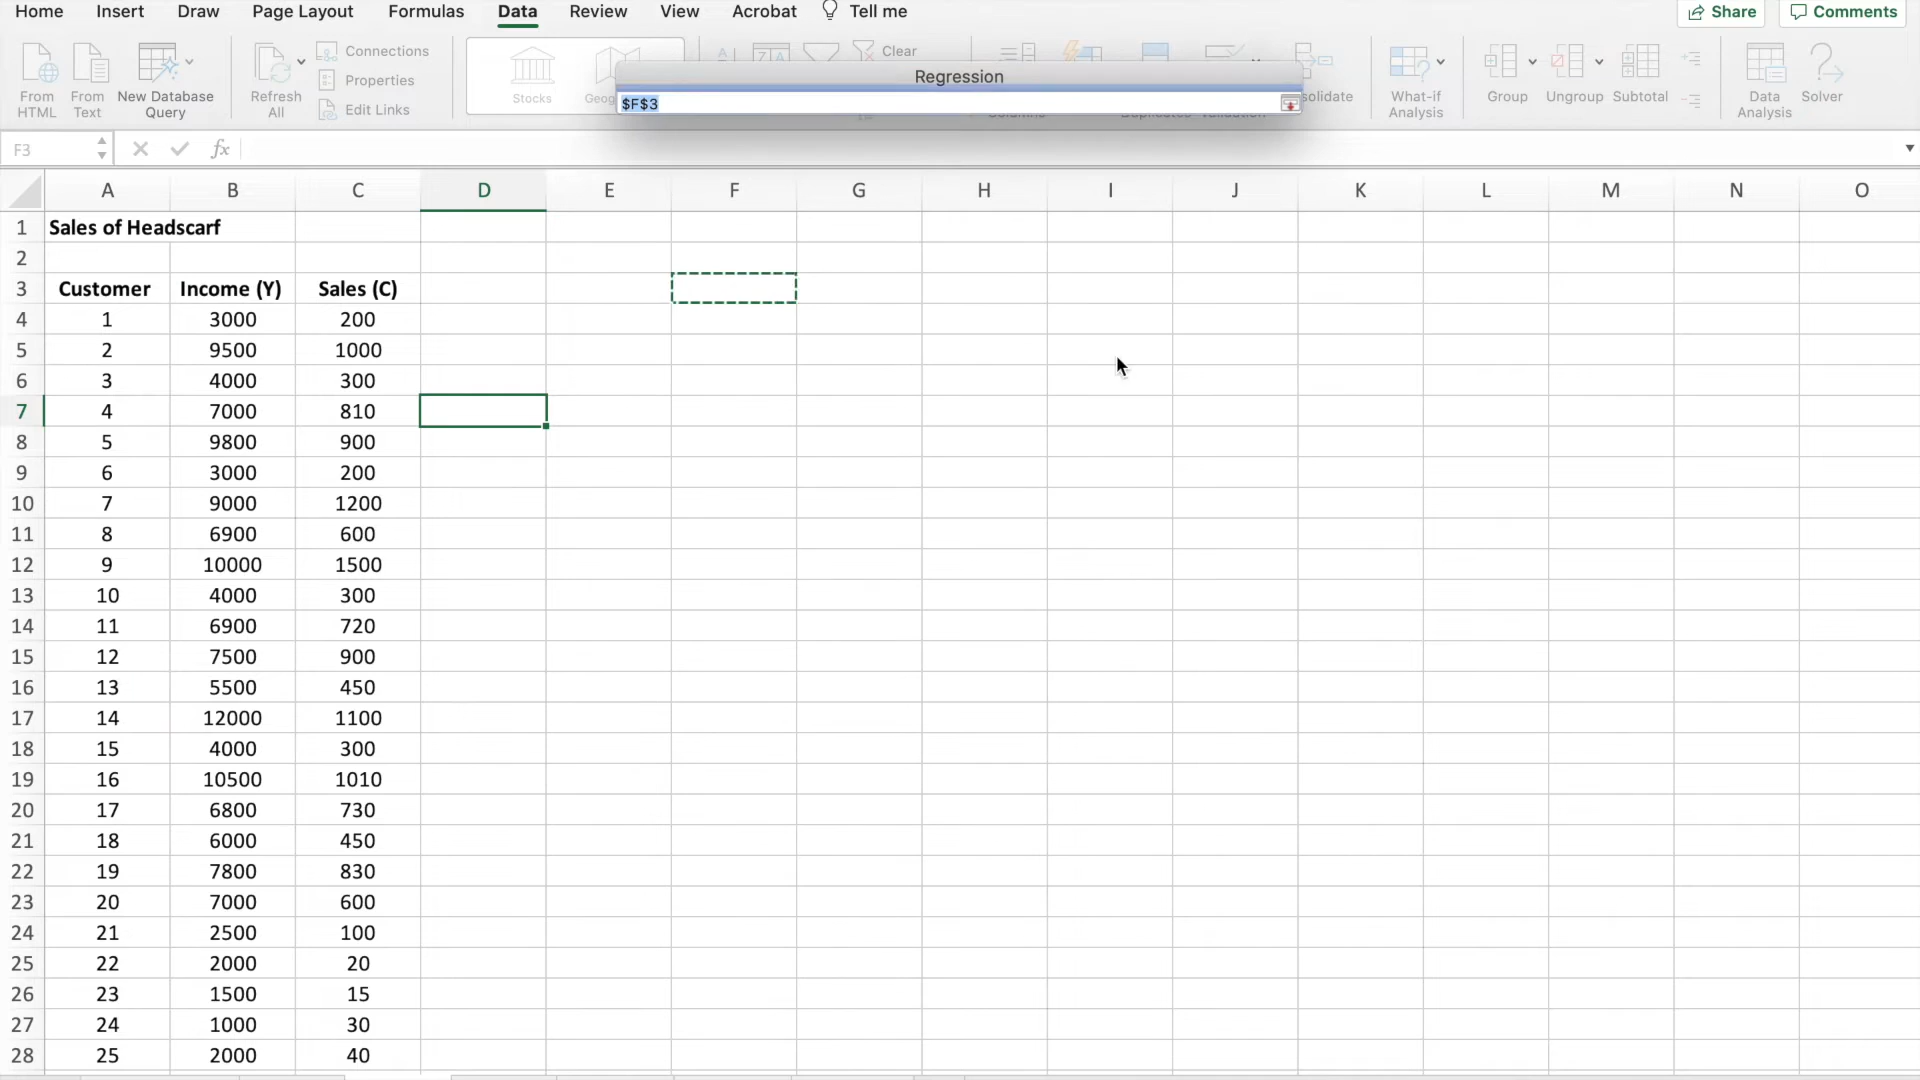 Home Insert Draw Page Layout Formulas Data Review View Acrobat Tell me Share Comments
From HTML
From Text
New Database Query
Refresh All
Connections
Properties
Edit Links
Stocks
Clear
What-if Analysis
Group
Ungroup
Subtotal
Data Analysis
Solver
Regression
$F$3
F3 fx
A B C D E F G H I J K L M N O
1 Sales of Headscarf
2
3 Customer Income (Y) Sales (C)
4 1 3000 200
5 2 9500 1000
6 3 4000 300
7 4 7000 810
8 5 9800 900
9 6 3000 200
10 7 9000 1200
11 8 6900 600
12 9 10000 1500
13 10 4000 300
14 11 6900 720
15 12 7500 900
16 13 5500 450
17 14 12000 1100
18 15 4000 300
19 16 10500 1010
20 17 6800 730
21 18 6000 450
22 19 7800 830
23 20 7000 600
24 21 2500 100
25 22 2000 20
26 23 1500 15
27 24 1000 30
28 25 2000 40